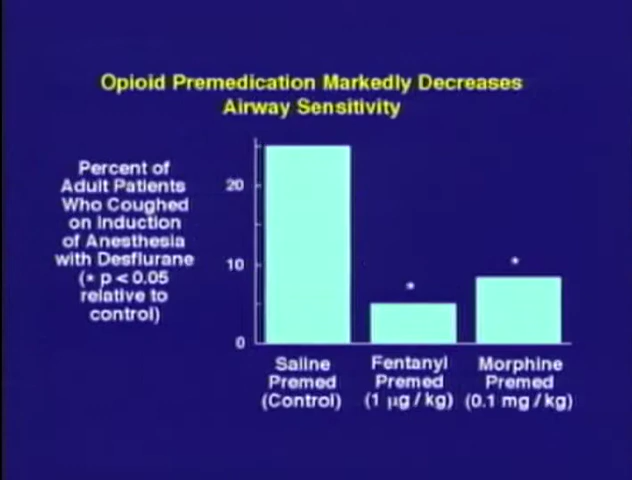 Opioid Premedication Markedly Decreases
Airway Sensitivity
Percent of
Adult Patients
Who Coughed
on Induction
of Anesthesia
with Desflurane
(* p < 0.05
relative to
control)
20
10
0
*
*
Saline
Premed
(Control)
Fentanyl
Premed
(1 µg / kg)
Morphine
Premed
(0.1 mg / kg)